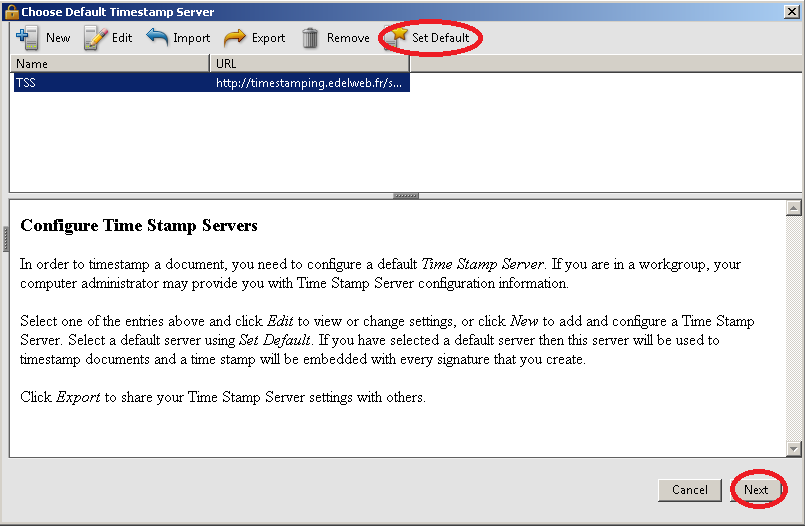 Choose Default Timestamp Server
New Edit Import Export Remove Set Default
Name URL
TSS http://timestamping.edelweb.fr/s...
Configure Time Stamp Servers
In order to timestamp a document, you need to configure a default Time Stamp Server. If you are in a workgroup, your
computer administrator may provide you with Time Stamp Server configuration information.
Select one of the entries above and click Edit to view or change settings, or click New to add and configure a Time Stamp
Server. Select a default server using Set Default. If you have selected a default server then this server will be used to
timestamp documents and a time stamp will be embedded with every signature that you create.
Click Export to share your Time Stamp Server settings with others.
Cancel Next